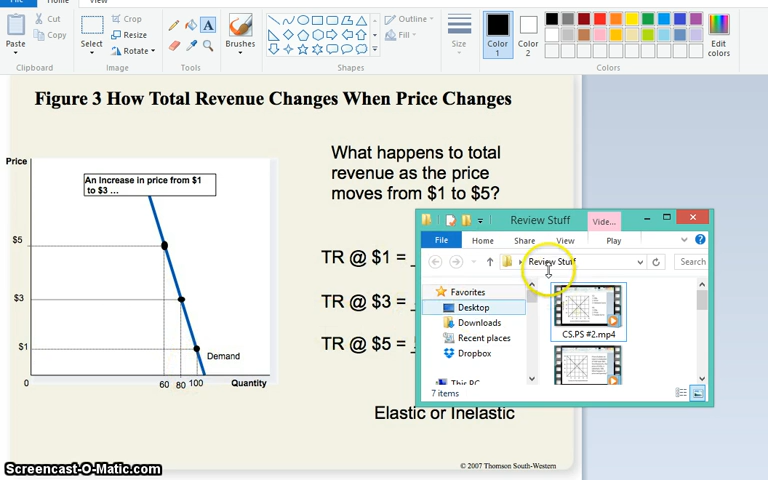 File
Home
View
Paste
Cut
Copy
Clipboard
Select
Crop
Resize
Rotate
Image
A
Tools
Brushes
Outline
Fill
Shapes
Size
Color
1
Color
2
Edit
colors
Colors
Figure 3 How Total Revenue Changes When Price Changes
Price
An Increase in price from $1
to $3 ...
$5
$3
$1
Demand
0
60 80 100
Quantity
What happens to total
revenue as the price
moves from $1 to $5?
TR @ $1 = _
TR @ $3 = _
TR @ $5 = _
Elastic or Inelastic
© 2007 Thomson South-Western
Review Stuff
Vide...
File
Home
Share
View
Play
Review Stuff
Search
Favorites
Desktop
Downloads
Recent places
Dropbox
This PC
CS.PS #2.mp4
7 items
Screencast-O-Matic.com